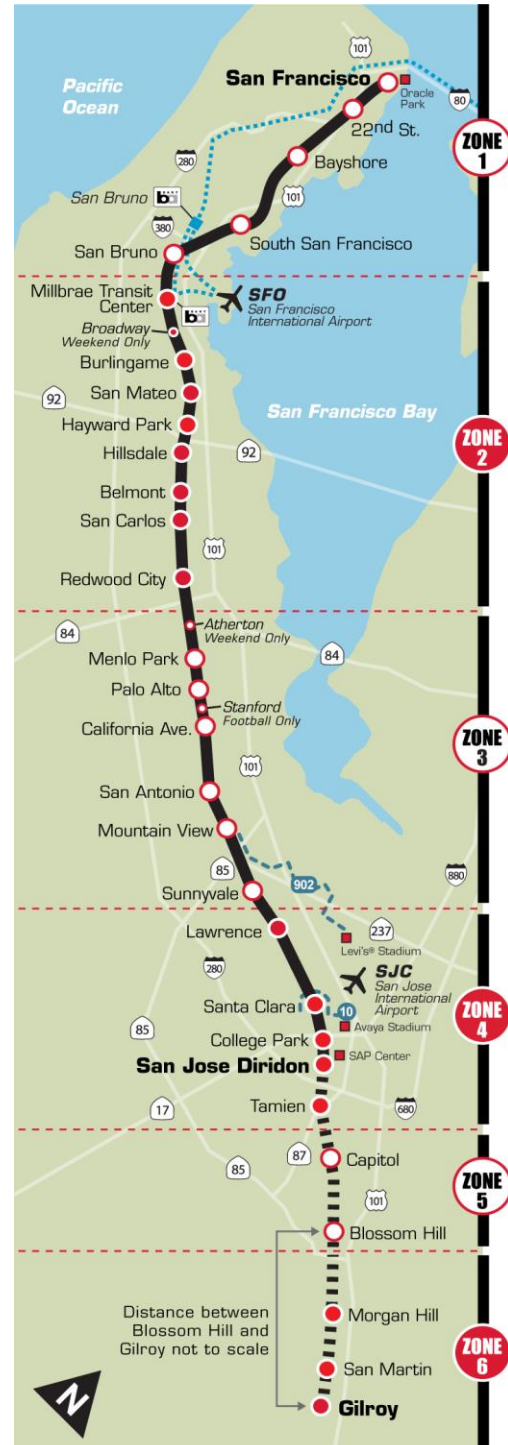 101
Pacific
Ocean
San Francisco
Oracle
Park
80
22nd St.
ZONE
1
Bayshore
280
101
San Bruno
ba
380
South San Francisco
San Bruno
Millbrae Transit
Center
ba
SFO
San Francisco
International Airport
Broadway
Weekend Only
Burlingame
San Mateo
92
San Francisco Bay
Hayward Park
ZONE
2
Hillsdale
92
Belmont
San Carlos
101
Redwood City
Atherton
Weekend Only
84
84
Menlo Park
Palo Alto
Stanford
Football Only
California Ave.
ZONE
3
101
San Antonio
Mountain View
85
880
902
Sunnyvale
Lawrence
237
Levi's® Stadium
280
SJC
San Jose
International
Airport
Santa Clara
10
Avaya Stadium
ZONE
4
85
College Park
SAP Center
San Jose Diridon
17
Tamien
680
87
Capitol
85
101
ZONE
5
Blossom Hill
Distance between
Blossom Hill and
Gilroy not to scale
Morgan Hill
ZONE
6
San Martin
Gilroy
N